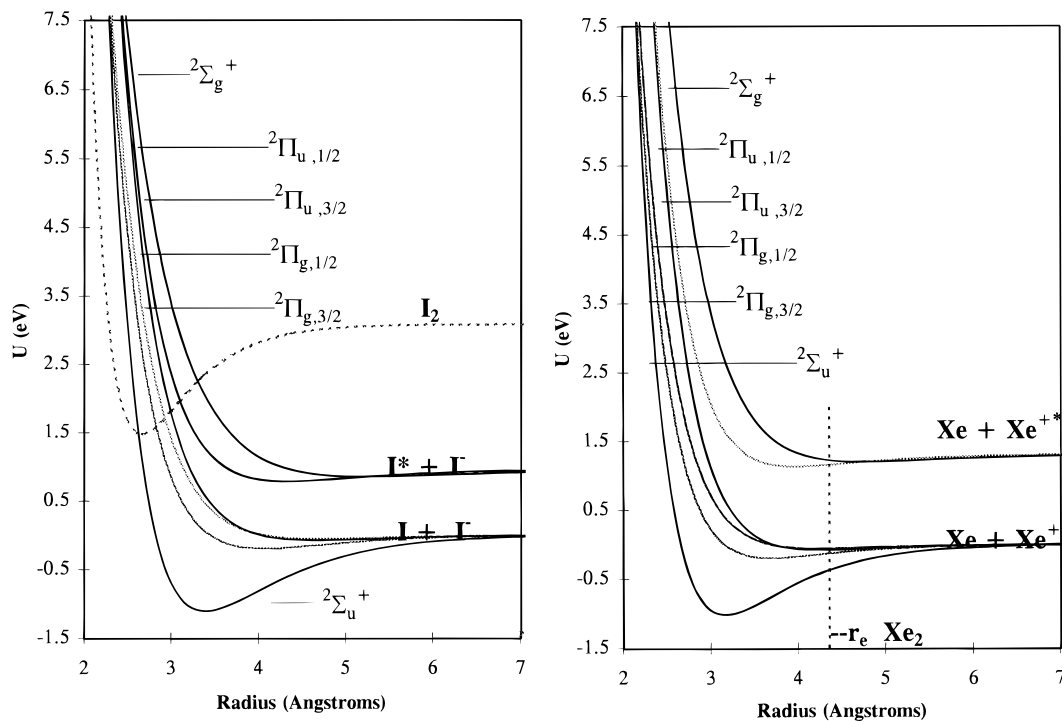 7.5
6.5
5.5
4.5
3.5
2.5
1.5
0.5
-0.5
-1.5
U (eV)
²Σg⁺
²Πu ,1/2
²Πu ,3/2
²Πg,1/2
²Πg,3/2
I₂
I* + I⁻
I + I⁻
²Σu⁺
2 3 4 5 6 7
Radius (Angstroms)
7.5
6.5
5.5
4.5
3.5
2.5
1.5
0.5
-0.5
-1.5
U (eV)
²Σg⁺
²Πu ,1/2
²Πu ,3/2
²Πg,1/2
²Πg,3/2
²Σu⁺
Xe + Xe⁺*
Xe + Xe⁺
--rₑ Xe₂
2 3 4 5 6 7
Radius (Angstroms)